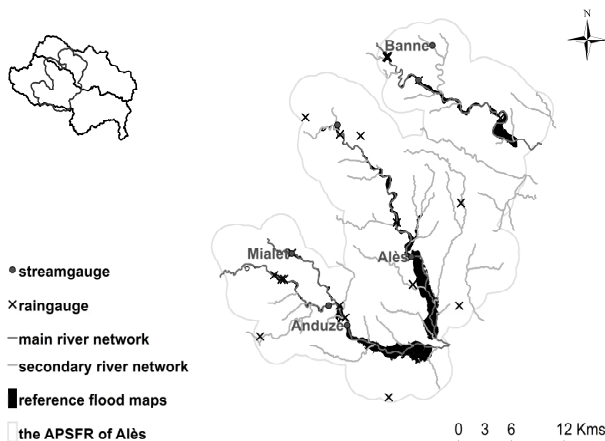 Banne
Alès
Mialet
Anduze
streamgauge
raingauge
main river network
secondary river network
reference flood maps
the APSFR of Alès
0 3 6 12 Kms